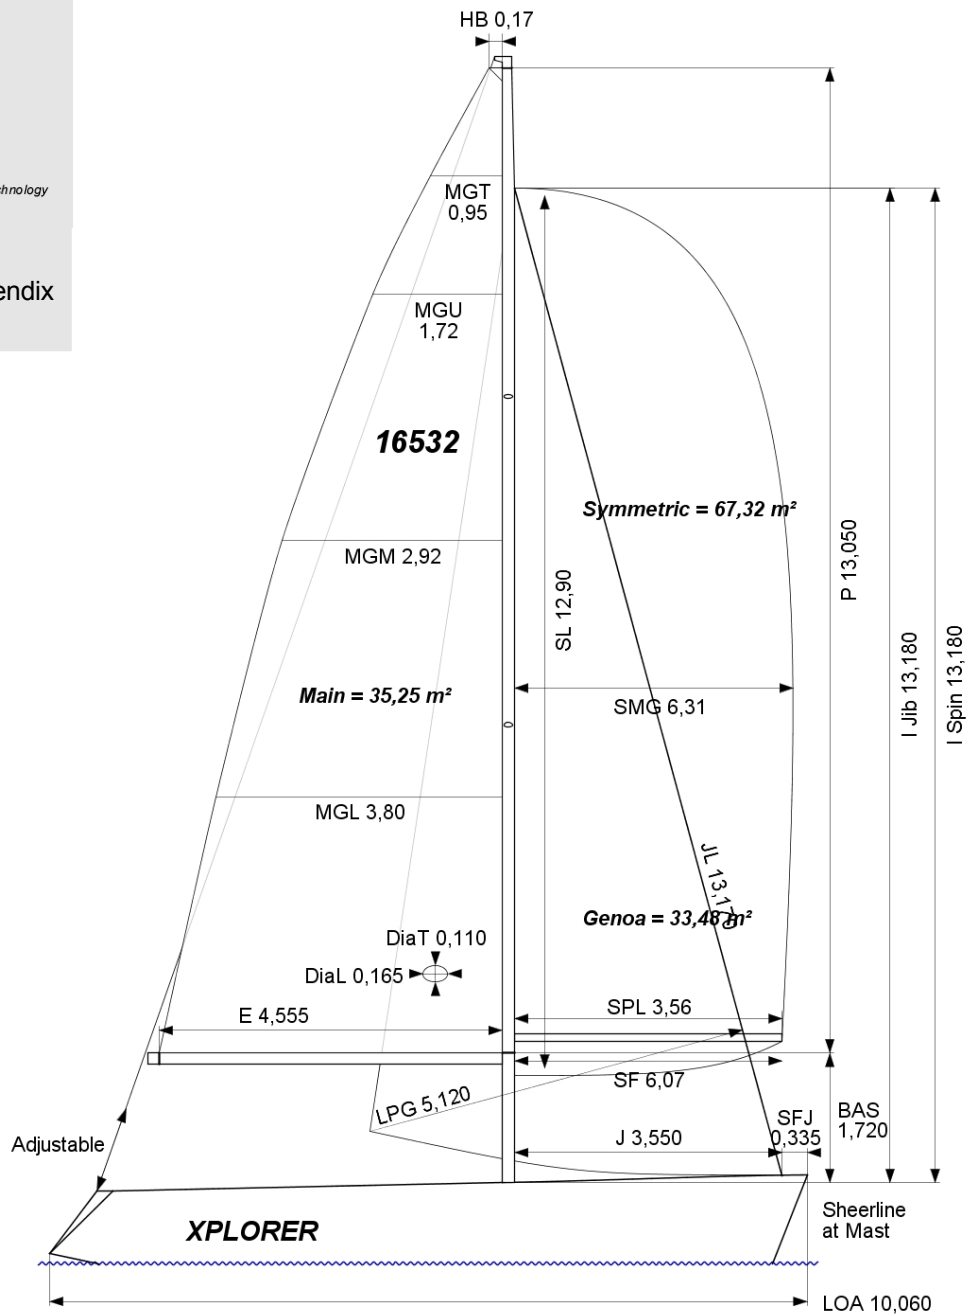 HB 0,17
chnology
endix
MGT
0,95
MGU
1,72
16532
Symmetric = 67,32 m²
MGM 2,92
SL 12,90
P 13,050
I Jib 13,180
I Spin 13,180
Main = 35,25 m²
SMG 6,31
MGL 3,80
JL 13,170
Genoa = 33,48 m²
DiaT 0,110
DiaL 0,165
E 4,555
SPL 3,56
SF 6,07
LPG 5,120
Adjustable
J 3,550
SFJ
0,335
BAS
1,720
XPLORER
Sheerline
at Mast
LOA 10,060